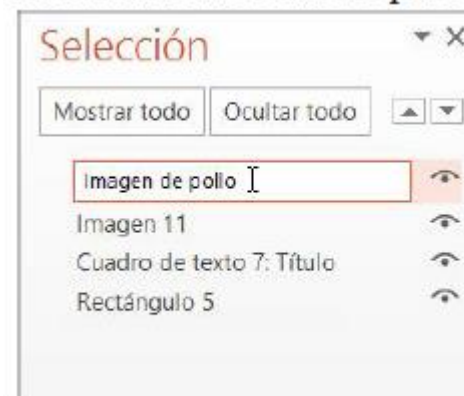 Selección
Mostrar todo Ocultar todo
Imagen de pollo
Imagen 11
Cuadro de texto 7: Título
Rectángulo 5